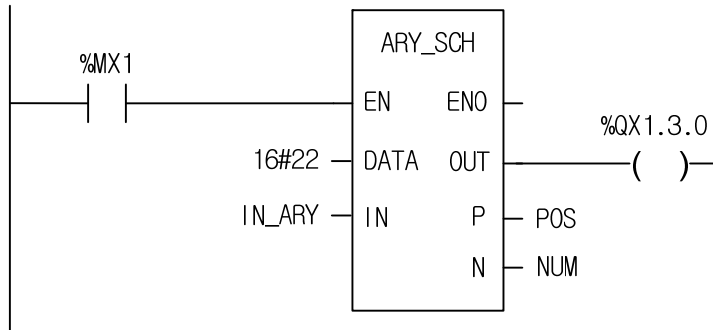 ARY_SCH
%MX1
EN ENO
%QX1.3.0
16#22 DATA OUT
( )
IN_ARY IN P POS
N NUM